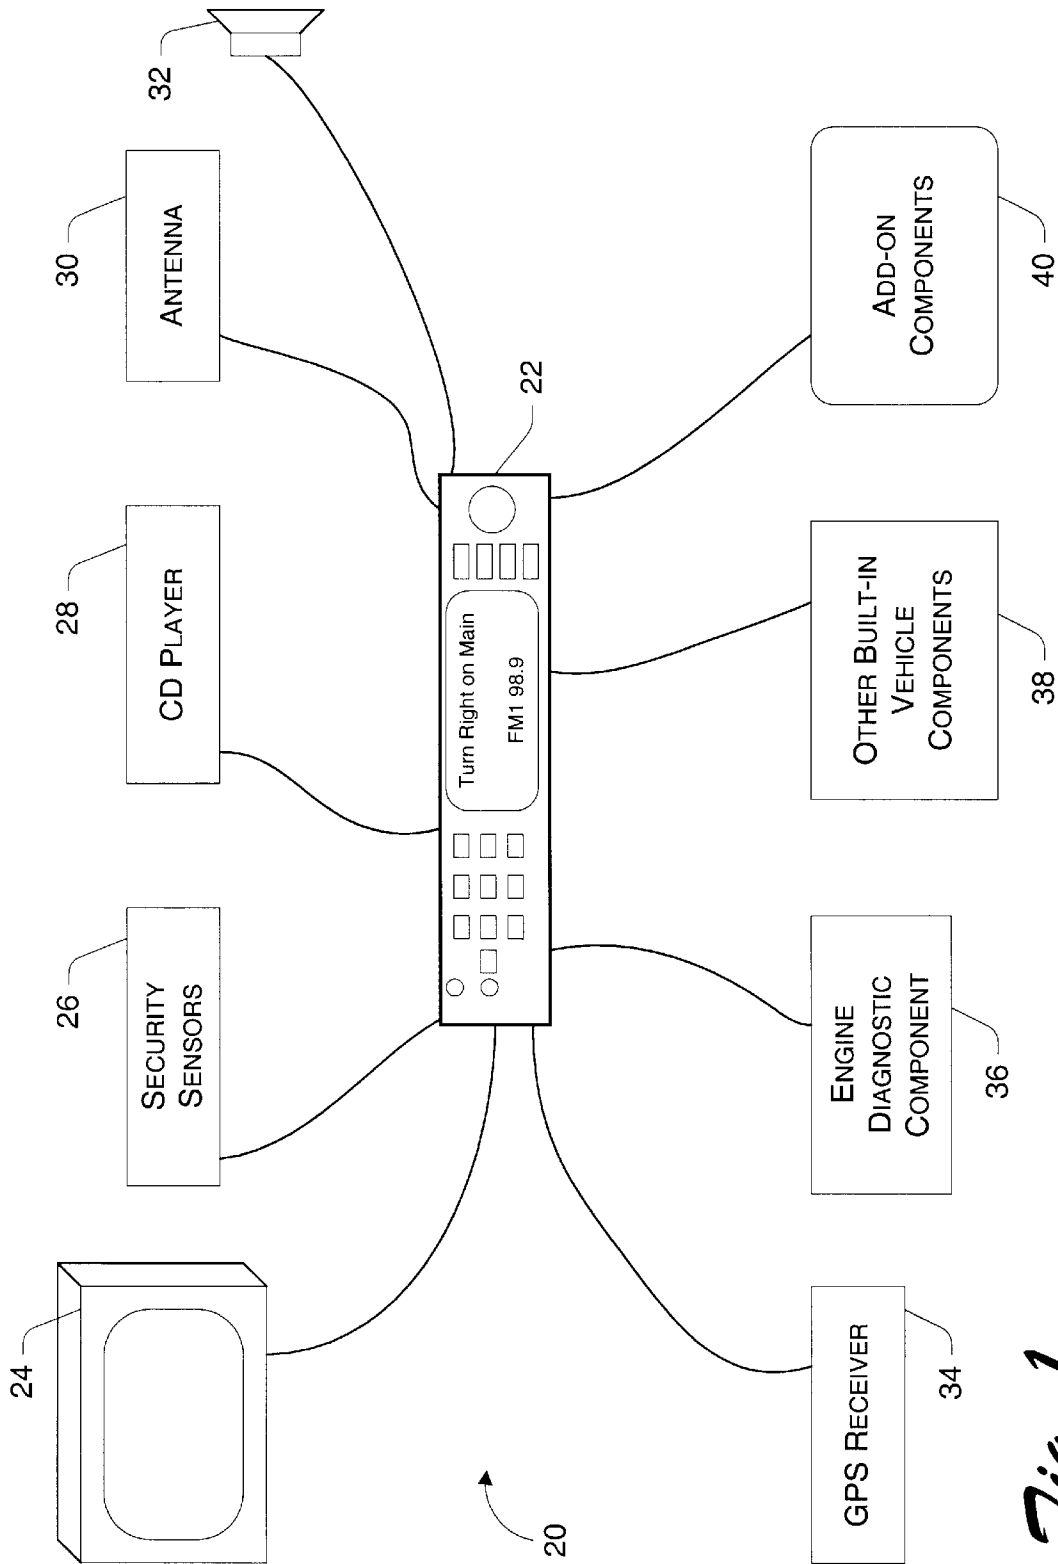 24
26
28
30
32
SECURITY
SENSORS
CD PLAYER
ANTENNA
20
Turn Right on Main
FM1 98.9
22
GPS RECEIVER
34
ENGINE
DIAGNOSTIC
COMPONENT
36
OTHER BUILT-IN
VEHICLE
COMPONENTS
38
ADD-ON
COMPONENTS
40
Fig. 1